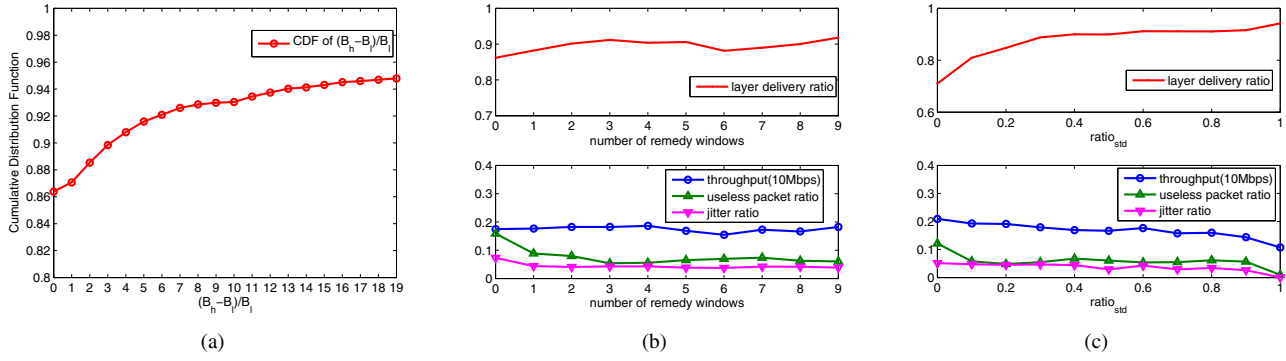 1
0.98
0.96
0.94
0.92
0.9
0.88
0.86
0.84
0.82
0.8
Cumulative Distribution Function
CDF of (B_h−B_l)/B_l
0 1 2 3 4 5 6 7 8 9 10 11 12 13 14 15 16 17 18 19
(B_h−B_l)/B_l
(a)
1
0.9
0.8
0.7
layer delivery ratio
0 1 2 3 4 5 6 7 8 9
number of remedy windows
0.4
0.3
0.2
0.1
0
throughput(10Mbps)
useless packet ratio
jitter ratio
0 1 2 3 4 5 6 7 8 9
number of remedy windows
(b)
1
0.8
0.6
layer delivery ratio
0 0.2 0.4 0.6 0.8 1
ratio_std
0.4
0.3
0.2
0.1
0
throughput(10Mbps)
useless packet ratio
jitter ratio
0 0.2 0.4 0.6 0.8 1
ratio_std
(c)